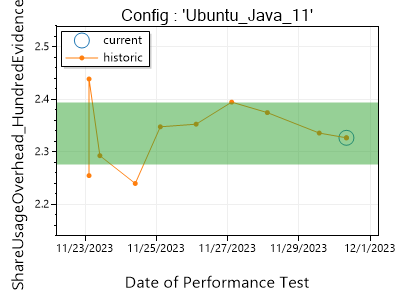 Config : 'Ubuntu_Java_11'
ShareUsageOverhead_HundredEvidence
current
historic
2.5
2.4
2.3
2.2
11/23/2023
11/25/2023
11/27/2023
11/29/2023
12/1/2023
Date of Performance Test